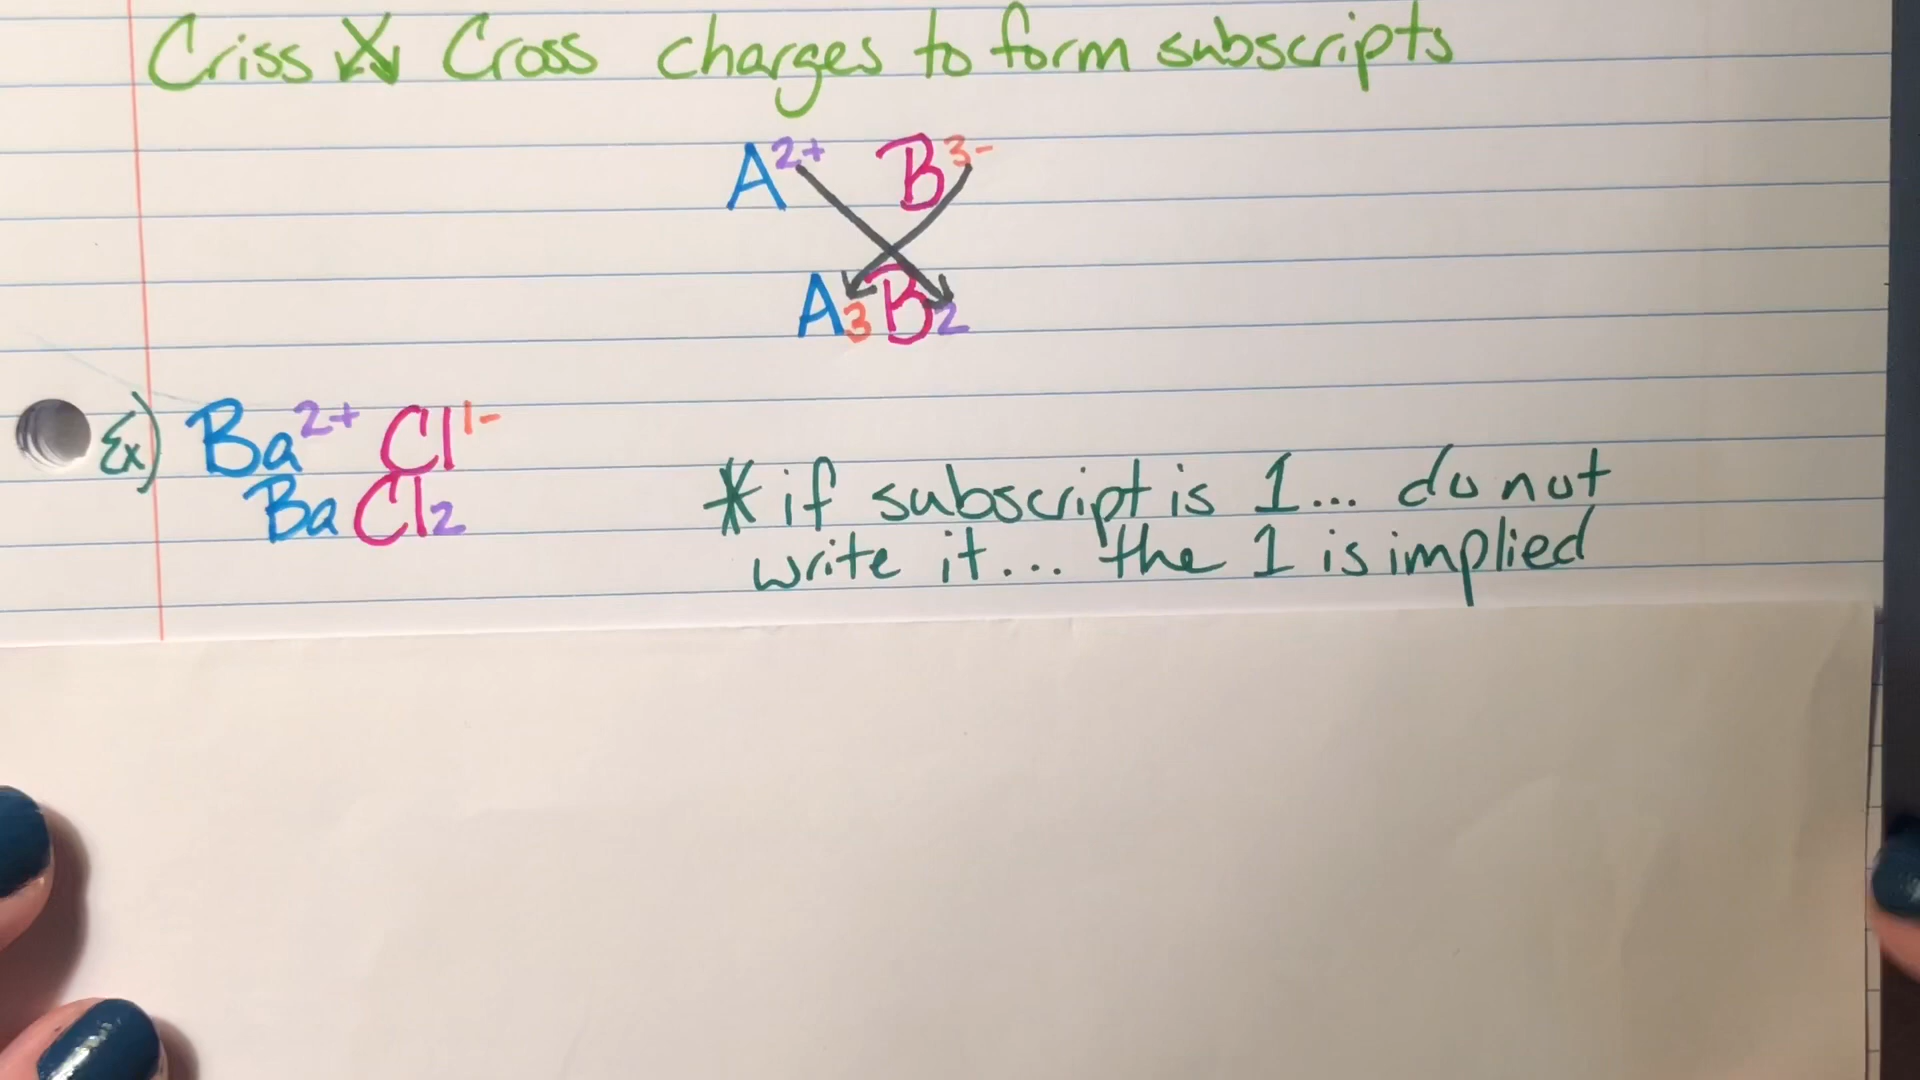 Criss Cross charges to form subscripts
A²⁺ B³⁻
A₃B₂
Ex) Ba²⁺ Cl¹⁻
BaCl₂
*if subscript is 1... do not
write it... the 1 is implied